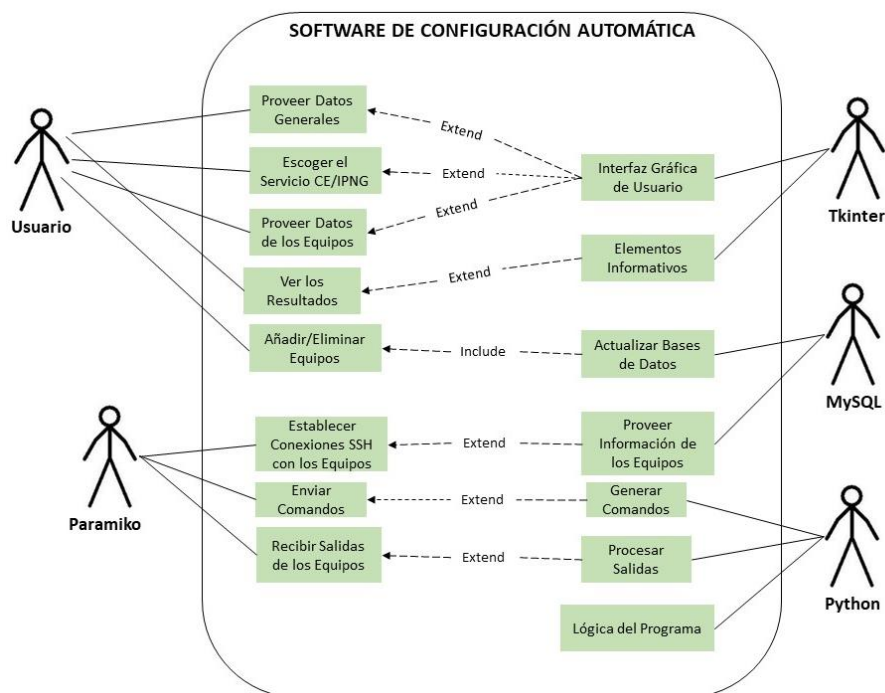 SOFTWARE DE CONFIGURACIÓN AUTOMÁTICA
Proveer Datos
Generales
Extend
Escoger el
Servicio CE/IPNG
Extend
Interfaz Gráfica
de Usuario
Usuario
Tkinter
Proveer Datos
de los Equipos
Extend
Elementos
Informativos
Ver los
Resultados
Extend
Añadir/Eliminar
Equipos
Include
Actualizar Bases
de Datos
MySQL
Establecer
Conexiones SSH
con los Equipos
Extend
Proveer
Información de
los Equipos
Paramiko
Enviar
Comandos
Extend
Generar
Comandos
Recibir Salidas
de los Equipos
Extend
Procesar
Salidas
Python
Lógica del Programa